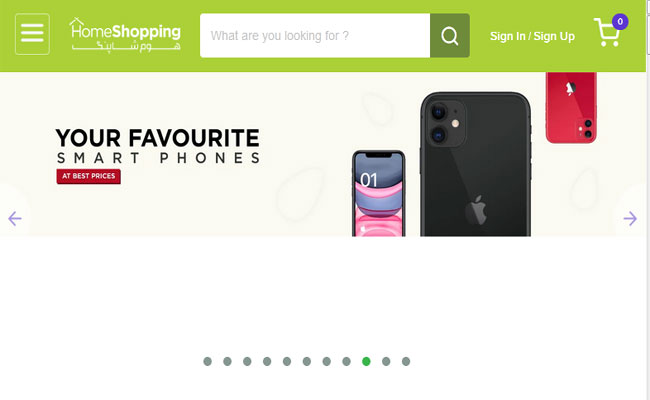 HomeShopping
ہوم شاپنگ
What are you looking for ?
Sign In / Sign Up
0
YOUR FAVOURITE
SMART PHONES
AT BEST PRICES
01